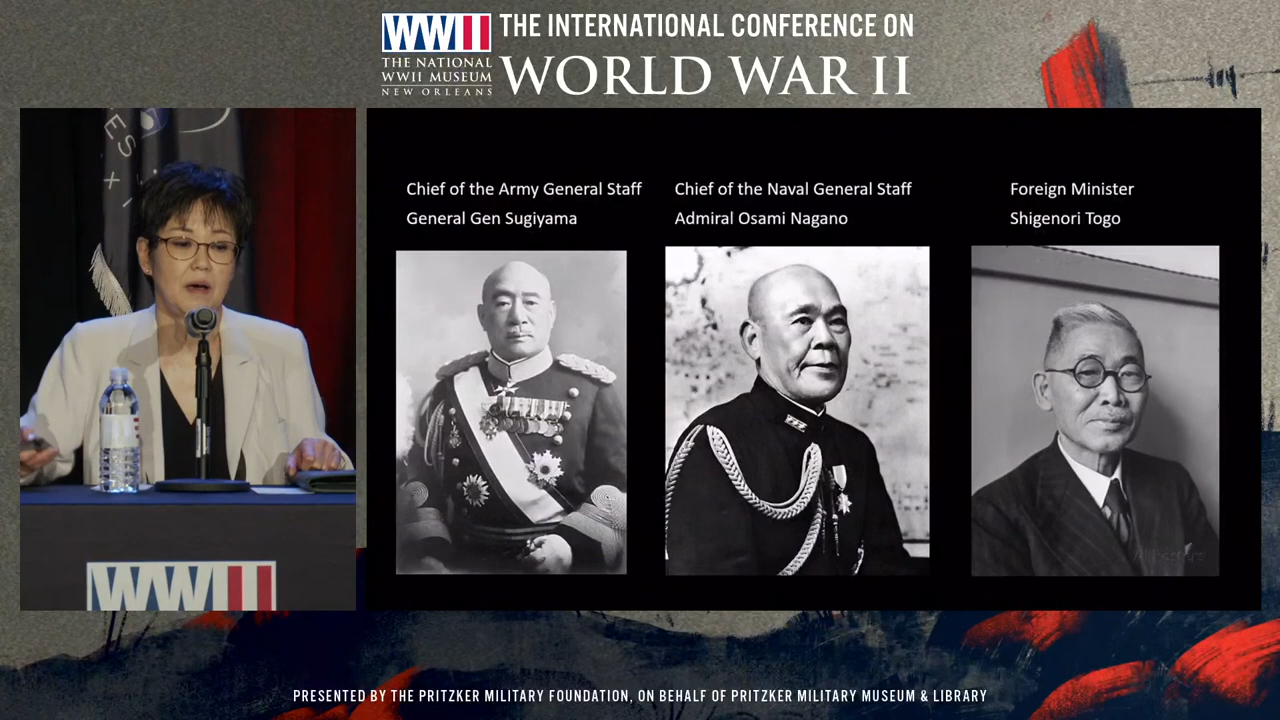 WWII
THE NATIONAL
WWII MUSEUM
NEW ORLEANS
THE INTERNATIONAL CONFERENCE ON
WORLD WAR II
Chief of the Army General Staff
General Gen Sugiyama
Chief of the Naval General Staff
Admiral Osami Nagano
Foreign Minister
Shigenori Togo
WWII
PRESENTED BY THE PRITZKER MILITARY FOUNDATION, ON BEHALF OF PRITZKER MILITARY MUSEUM & LIBRARY